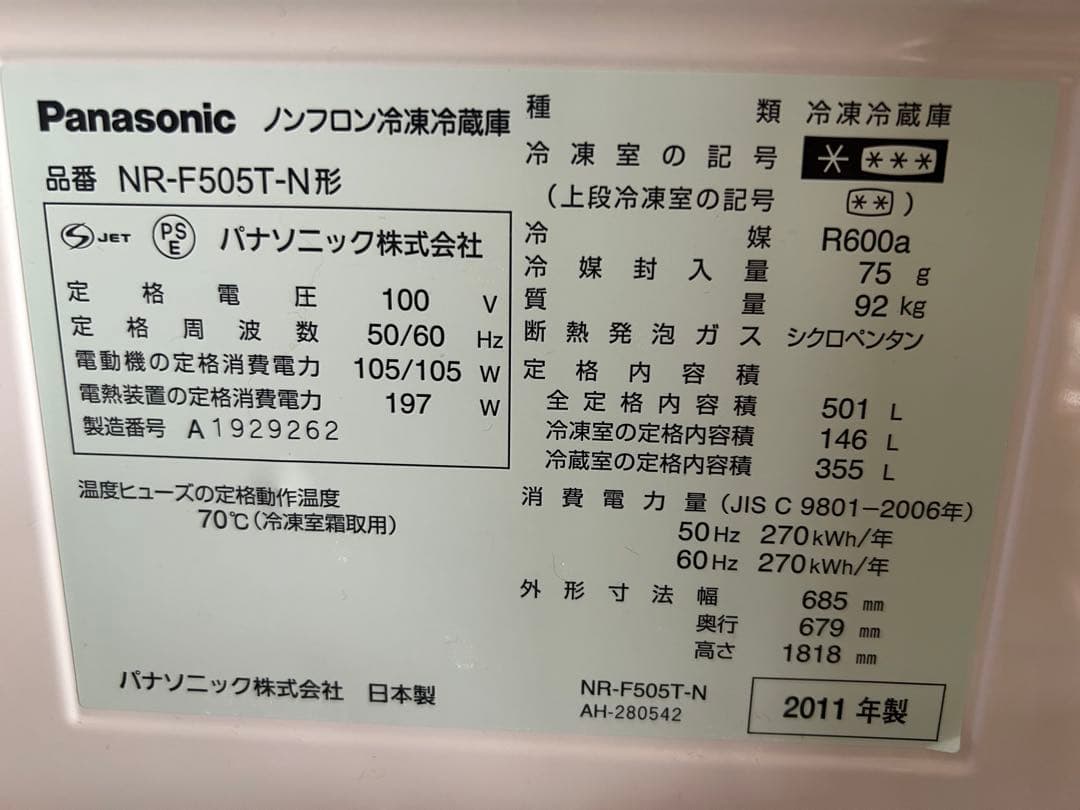 Panasonic ノンフロン冷凍冷蔵庫
品番 NR-F505T-N形
SJET PSE パナソニック株式会社
定格電圧 100 V
定格周波数 50/60 Hz
電動機の定格消費電力 105/105 W
電熱装置の定格消費電力 197 W
製造番号 A1929262
温度ヒューズの定格動作温度
70℃(冷凍室霜取用)
パナソニック株式会社 日本製
種類 冷凍冷蔵庫
冷凍室の記号 * ***
(上段冷凍室の記号 **)
冷媒 R600a
冷媒封入量 75 g
質量 92 kg
断熱発泡ガス シクロペンタン
定格内容積
全定格内容積 501 L
冷凍室の定格内容積 146 L
冷蔵室の定格内容積 355 L
消費電力量(JIS C 9801-2006年)
50Hz 270kWh/年
60Hz 270kWh/年
外形寸法 幅 685 mm
奥行 679 mm
高さ 1818 mm
NR-F505T-N
AH-280542
2011年製